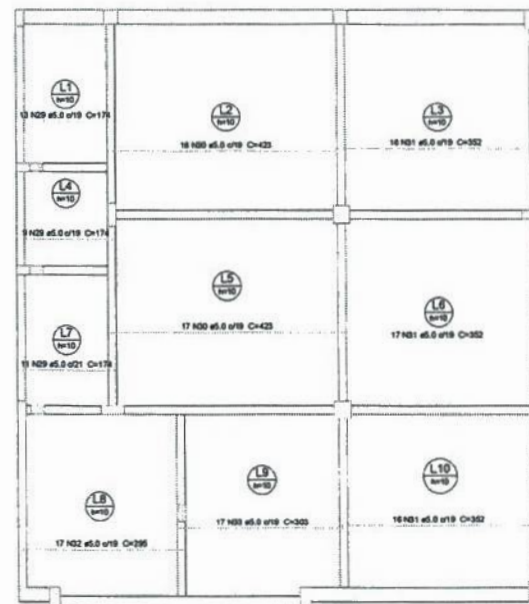 L1
h=10
13 N29 ø5.0 c/19 C=174
L2
h=10
16 N30 ø5.0 c/19 C=423
L3
h=10
16 N31 ø5.0 c/19 C=352
L4
h=10
9 N29 ø5.0 c/19 C=174
L5
h=10
17 N30 ø5.0 c/19 C=423
L6
h=10
17 N31 ø5.0 c/19 C=352
L7
h=10
11 N29 ø5.0 c/21 C=174
L8
h=10
17 N32 ø5.0 c/19 C=295
L9
h=10
17 N33 ø5.0 c/19 C=303
L10
h=10
16 N31 ø5.0 c/19 C=352